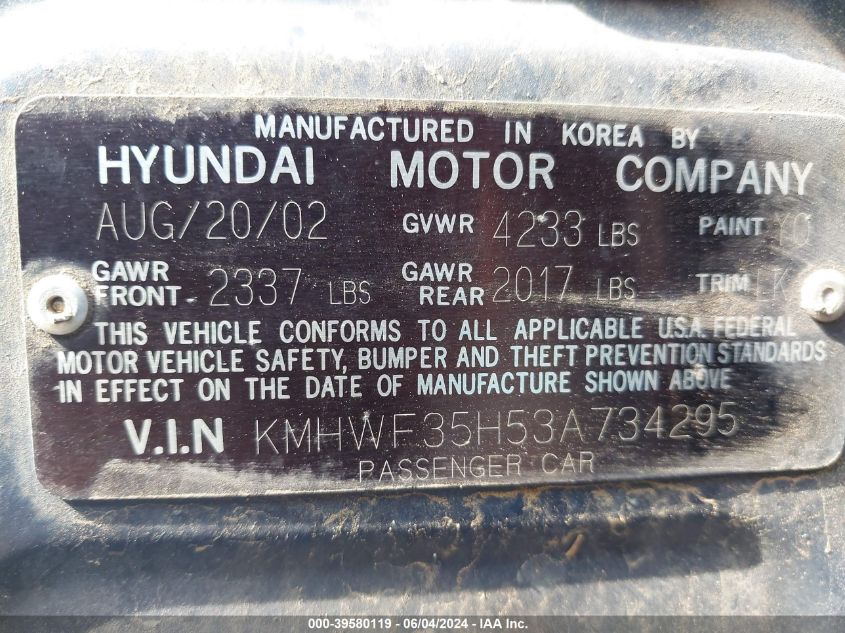 MANUFACTURED IN KOREA BY
HYUNDAI MOTOR COMPANY
AUG/20/02 GVWR 4233 LBS PAINT YO
GAWR FRONT 2337 LBS GAWR REAR 2017 LBS TRIM LK
THIS VEHICLE CONFORMS TO ALL APPLICABLE U.S.A. FEDERAL
MOTOR VEHICLE SAFETY, BUMPER AND THEFT PREVENTION STANDARDS
IN EFFECT ON THE DATE OF MANUFACTURE SHOWN ABOVE
V.I.N KMHWF35H53A734295
PASSENGER CAR
000-39580119 - 06/04/2024 - IAA Inc.